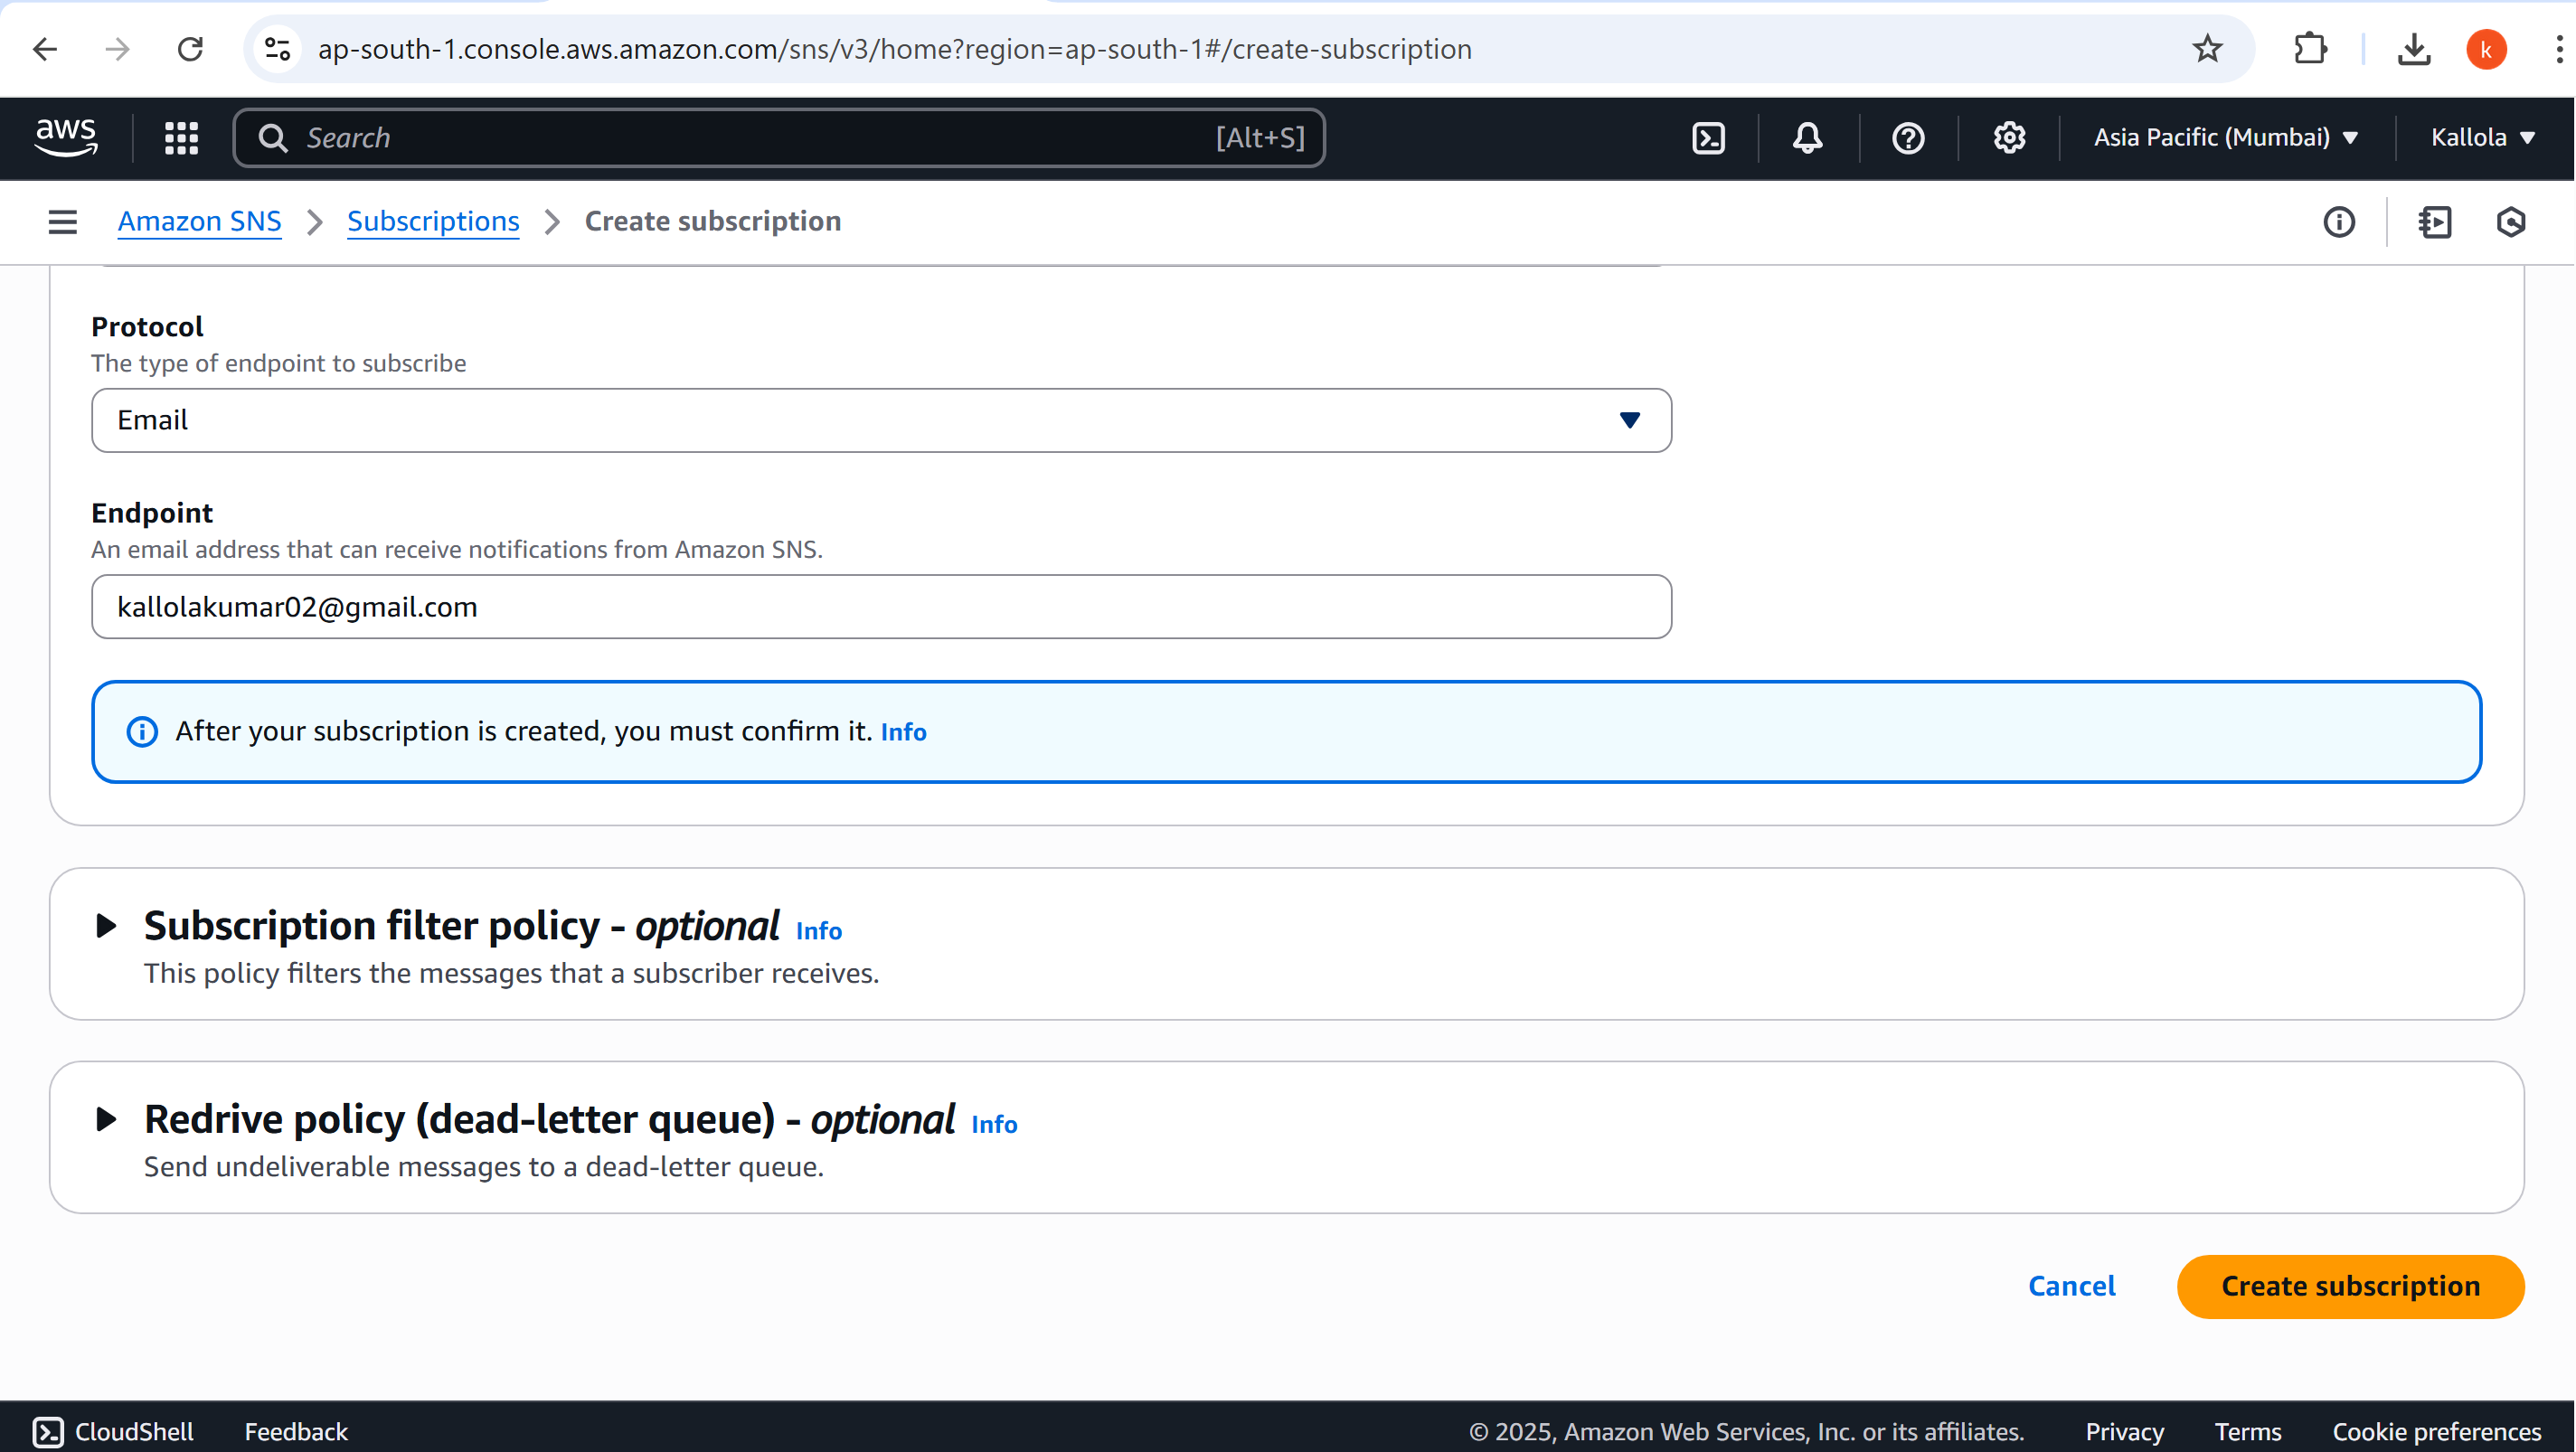 ap-south-1.console.aws.amazon.com/sns/v3/home?region=ap-south-1#/create-subscription
k
aws
Search [Alt+S]
Asia Pacific (Mumbai)
Kallola
Amazon SNS
Subscriptions
Create subscription
Protocol
The type of endpoint to subscribe
Email
Endpoint
An email address that can receive notifications from Amazon SNS.
kallolakumar02@gmail.com
After your subscription is created, you must confirm it. Info
Subscription filter policy - optional Info
This policy filters the messages that a subscriber receives.
Redrive policy (dead-letter queue) - optional Info
Send undeliverable messages to a dead-letter queue.
Cancel
Create subscription
CloudShell
Feedback
© 2025, Amazon Web Services, Inc. or its affiliates.
Privacy
Terms
Cookie preferences